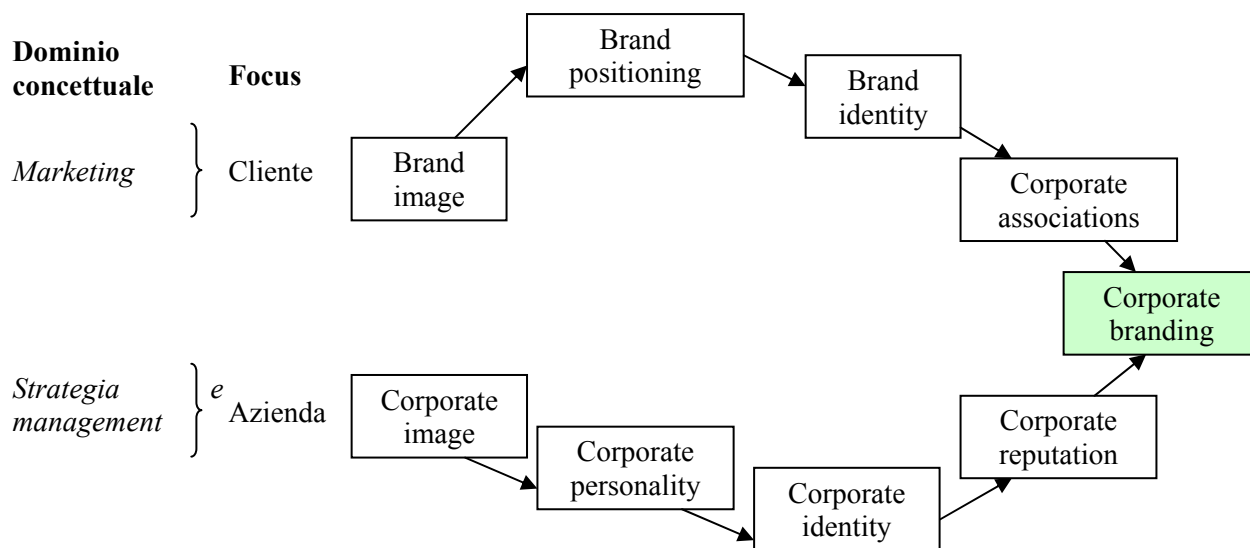 Dominio
concettuale
Focus
Marketing
Cliente
Brand
image
Brand
positioning
Brand
identity
Corporate
associations
Corporate
branding
Strategia e
management
Azienda
Corporate
image
Corporate
personality
Corporate
identity
Corporate
reputation